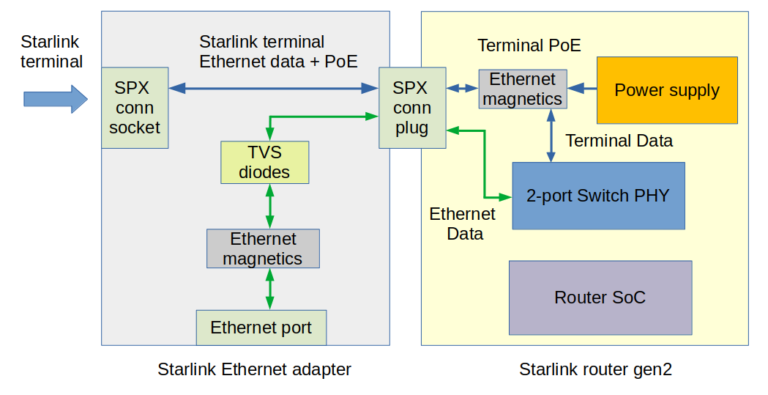 Starlink
terminal
Starlink terminal
Ethernet data + PoE
SPX
conn
socket
SPX
conn
plug
TVS
diodes
Ethernet
magnetics
Ethernet port
Starlink Ethernet adapter
Terminal PoE
Ethernet
magnetics
Power supply
Terminal Data
2-port Switch PHY
Ethernet
Data
Router SoC
Starlink router gen2